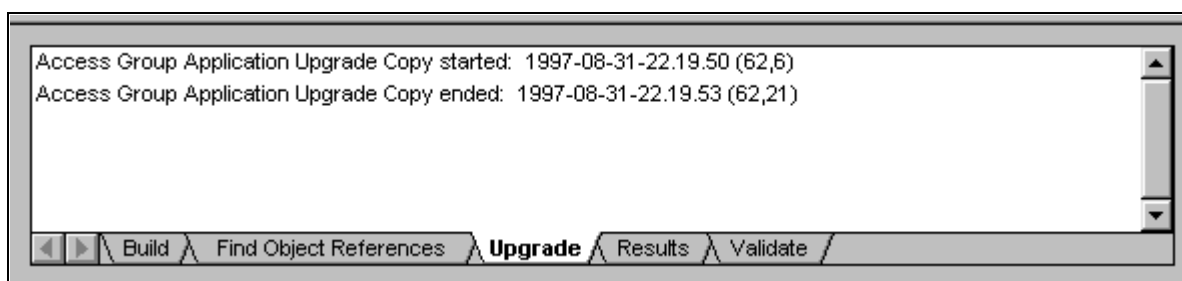 Access Group Application Upgrade Copy started:  1997-08-31-22.19.50 (62,6)
Access Group Application Upgrade Copy ended:  1997-08-31-22.19.53 (62,21)
Build Find Object References Upgrade Results Validate